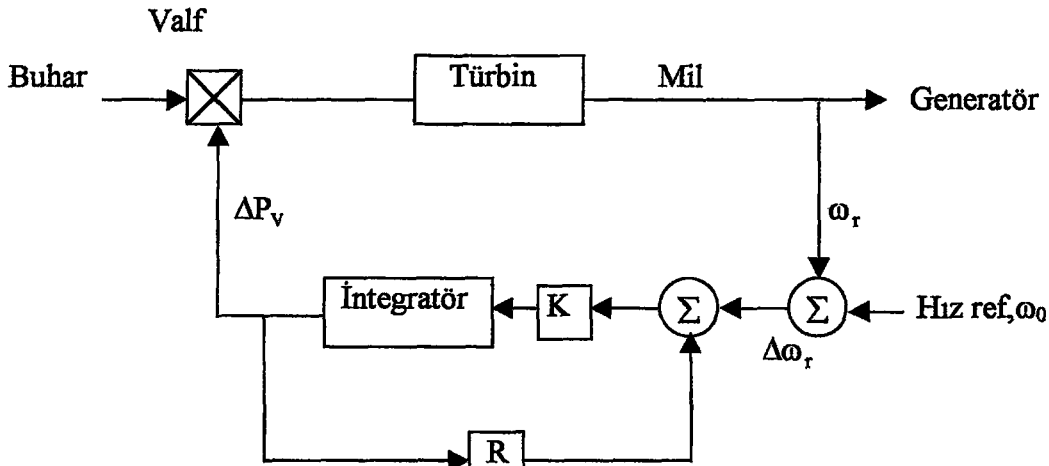 Valf
Buhar
Türbin
Mil
Generatör
ΔPᵥ
ωᵣ
İntegratör
K
Σ
Σ
Hız ref,ω₀
Δωᵣ
R